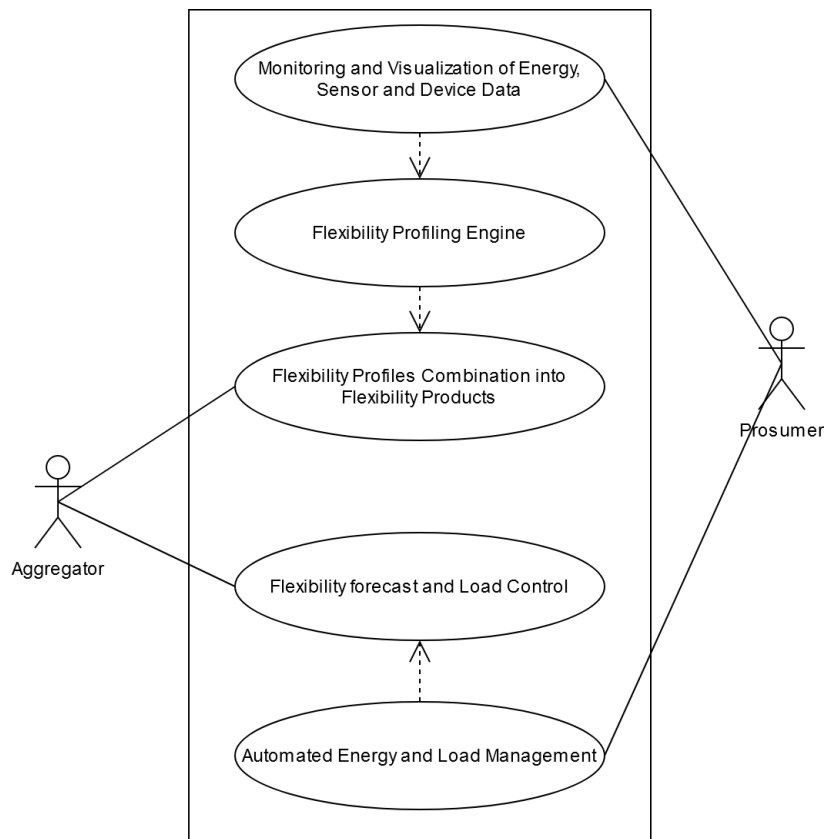 Monitoring and Visualization of Energy,
Sensor and Device Data
Flexibility Profiling Engine
Flexibility Profiles Combination into
Flexibility Products
Prosumer
Aggregator
Flexibility forecast and Load Control
Automated Energy and Load Management